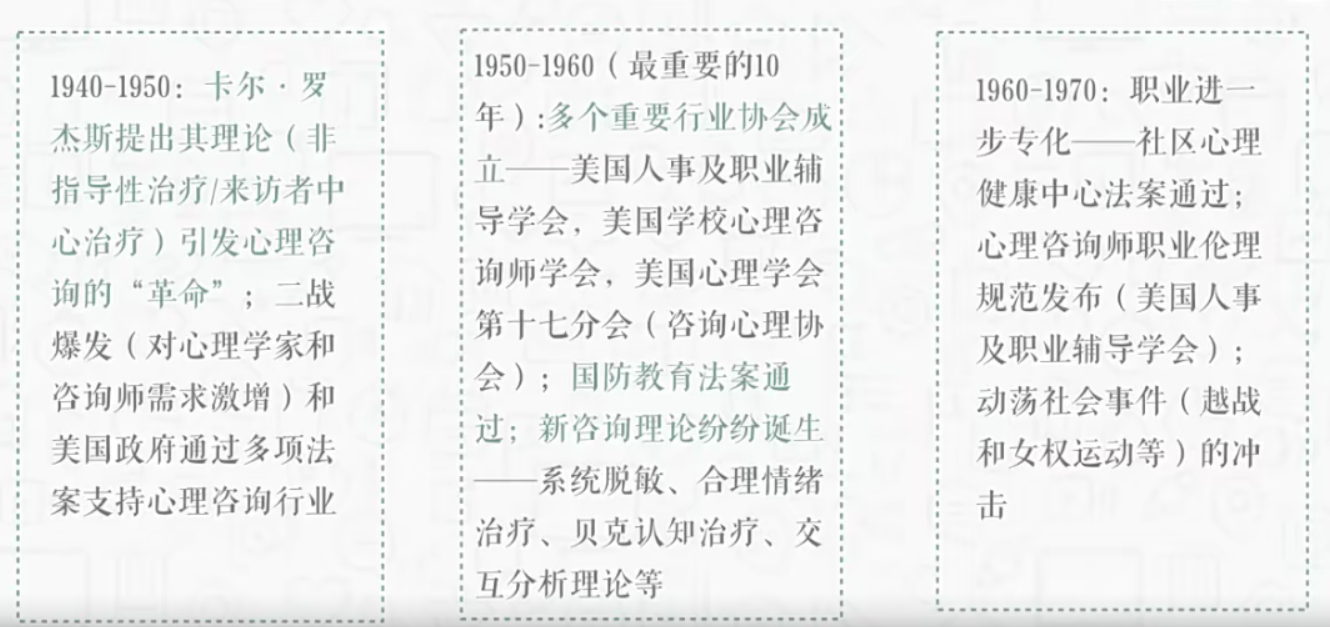 1940-1950：卡尔·罗
杰斯提出其理论（非
指导性治疗/来访者中
心治疗）引发心理咨
询的“革命”；二战
爆发（对心理学家和
咨询师需求激增）和
美国政府通过多项法
案支持心理咨询行业
1950-1960（最重要的10
年）:多个重要行业协会成
立——美国人事及职业辅
导学会，美国学校心理咨
询师学会，美国心理学会
第十七分会（咨询心理协
会）；国防教育法案通
过；新咨询理论纷纷诞生
——系统脱敏、合理情绪
治疗、贝克认知治疗、交
互分析理论等
1960-1970：职业进一
步专化——社区心理
健康中心法案通过；
心理咨询师职业伦理
规范发布（美国人事
及职业辅导学会）；
动荡社会事件（越战
和女权运动等）的冲
击